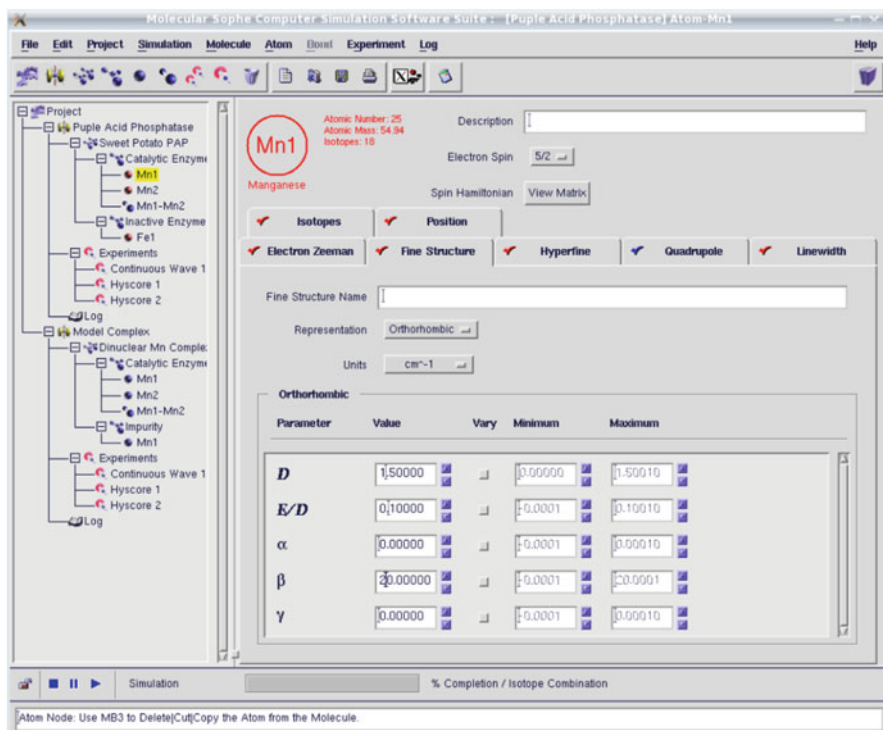 Molecular Sophe Computer Simulation Software Suite : [Puple Acid Phosphatase] Atom-Mn1
File Edit Project Simulation Molecule Atom Bond Experiment Log Help
Project
Puple Acid Phosphatase
Sweet Potato PAP
Catalytic Enzyme
Mn1
Mn2
Mn1-Mn2
Inactive Enzyme
Fe1
Experiments
Continuous Wave 1
Hyscore 1
Hyscore 2
Log
Model Complex
Dinuclear Mn Comple
Catalytic Enzyme
Mn1
Mn2
Mn1-Mn2
Impurity
Mn1
Experiments
Continuous Wave 1
Hyscore 1
Hyscore 2
Log
Mn1
Manganese
Atomic Number: 25
Atomic Mass: 54.94
Isotopes: 18
Description
Electron Spin 5/2
Spin Hamiltonian View Matrix
Isotopes Position
Electron Zeeman Fine Structure Hyperfine Quadrupole Linewidth
Fine Structure Name
Representation Orthorhombic
Units cm^-1
Orthorhombic
Parameter Value Vary Minimum Maximum
D 1.50000 0.00000 1.50010
E/D 0.10000 -0.0001 0.10010
α 0.00000 -0.0001 0.00010
β 20.00000 -0.0001 20.0001
γ 0.00000 -0.0001 0.00010
Simulation % Completion / Isotope Combination
Atom Node: Use MB3 to Delete|Cut|Copy the Atom from the Molecule.